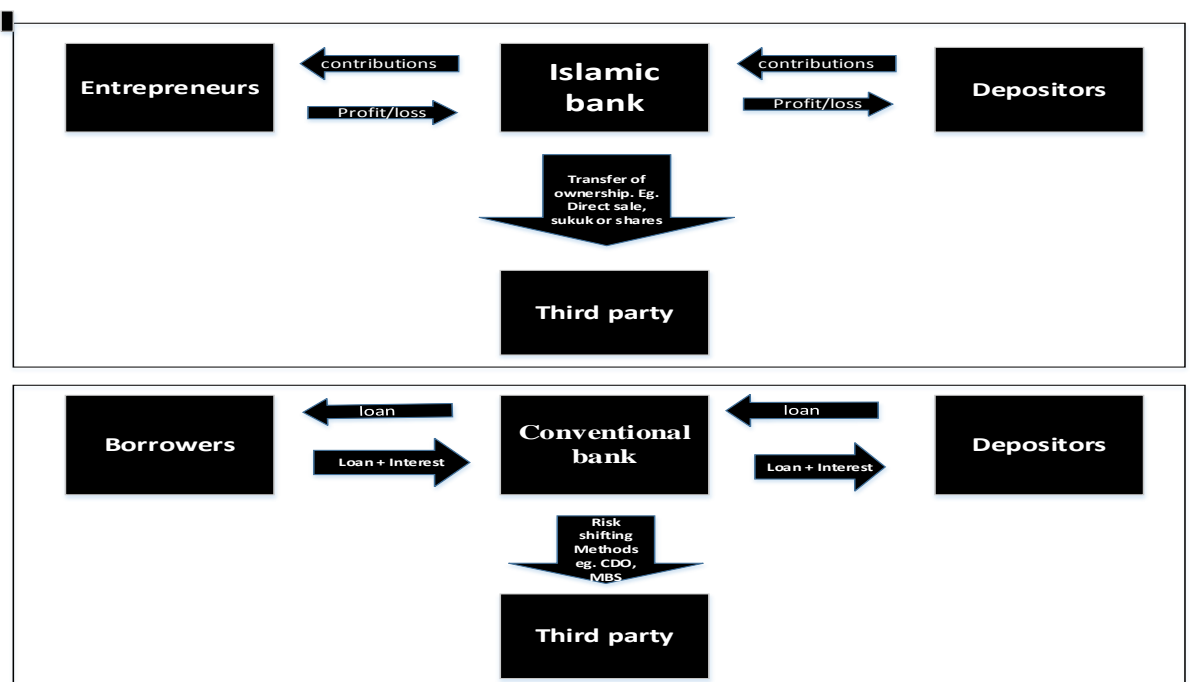 Entrepreneurs
contributions
Profit/loss
Islamic
bank
contributions
Profit/loss
Depositors
Transfer of
ownership. Eg.
Direct sale,
sukuk or shares
Third party
Borrowers
loan
Loan + Interest
Conventional
bank
loan
Loan + Interest
Depositors
Risk
shifting
Methods
eg. CDO,
MBS
Third party